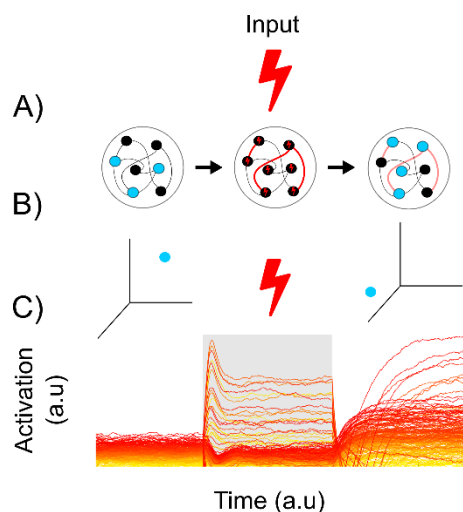 Input
A)
B)
C)
Activation
(a.u)
Time (a.u)